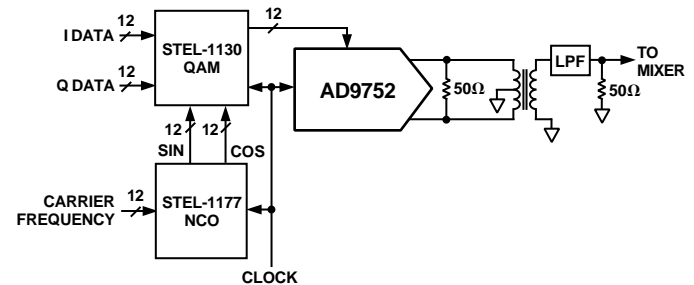 12
12
I DATA
STEL-1130
QAM
12
Q DATA
AD9752
50Ω
LPF
TO
MIXER
50Ω
12
12
SIN
COS
STEL-1177
NCO
12
CARRIER
FREQUENCY
CLOCK